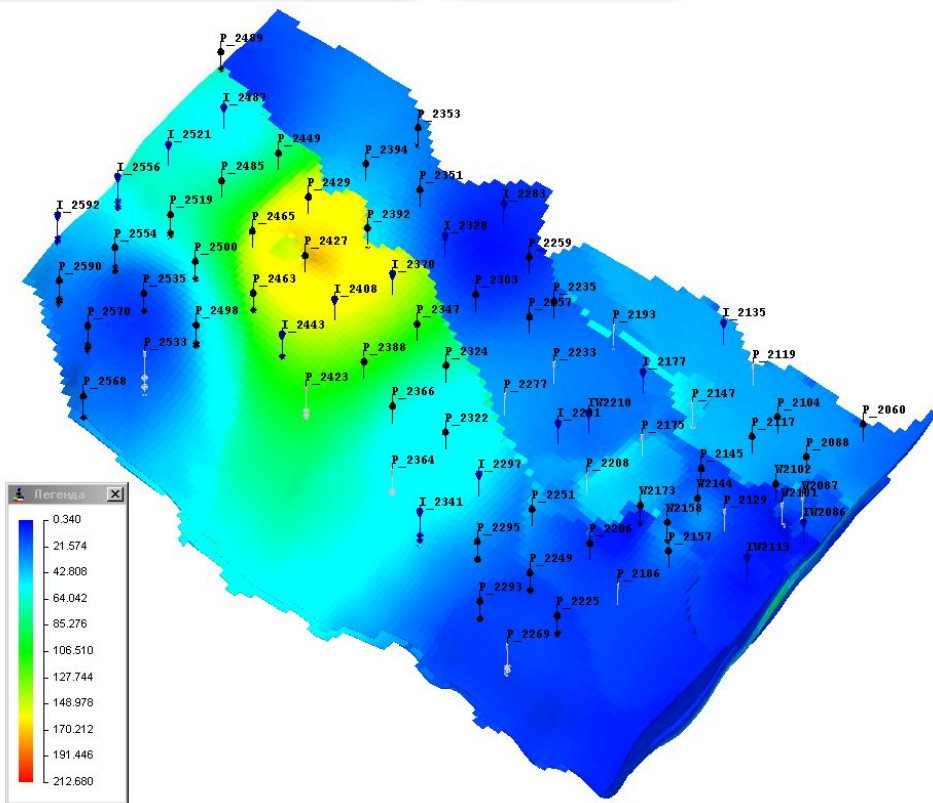 P_2489
I_2487
P_2353
I_2521
P_2449
P_2394
I_2556
P_2485
P_2351
P_2429
I_2283
I_2592
P_2519
P_2465
P_2392
I_2328
P_2554
P_2500
P_2427
P_2259
P_2590
P_2535
P_2463
I_2370
P_2303
P_2235
I_2408
P_2257
P_2193
I_2135
P_2570
P_2498
P_2347
I_2443
P_2533
P_2388
P_2324
P_2233
I_2177
P_2119
P_2568
P_2423
P_2366
P_2277
P_2147
IW2210
P_2104
P_2060
P_2322
I_2201
P_2175
P_2117
P_2088
P_2364
I_2297
P_2208
P_2145
W2102
W2087
Легенда
I_2341
P_2251
W2173
W2144
P_2129
W2101
W2158
IW2086
0.340
21.574
42.808
64.042
85.276
106.510
127.744
148.978
170.212
191.446
212.680
P_2295
P_2206
P_2157
P_2249
IW2113
P_2293
P_2186
P_2225
P_2269